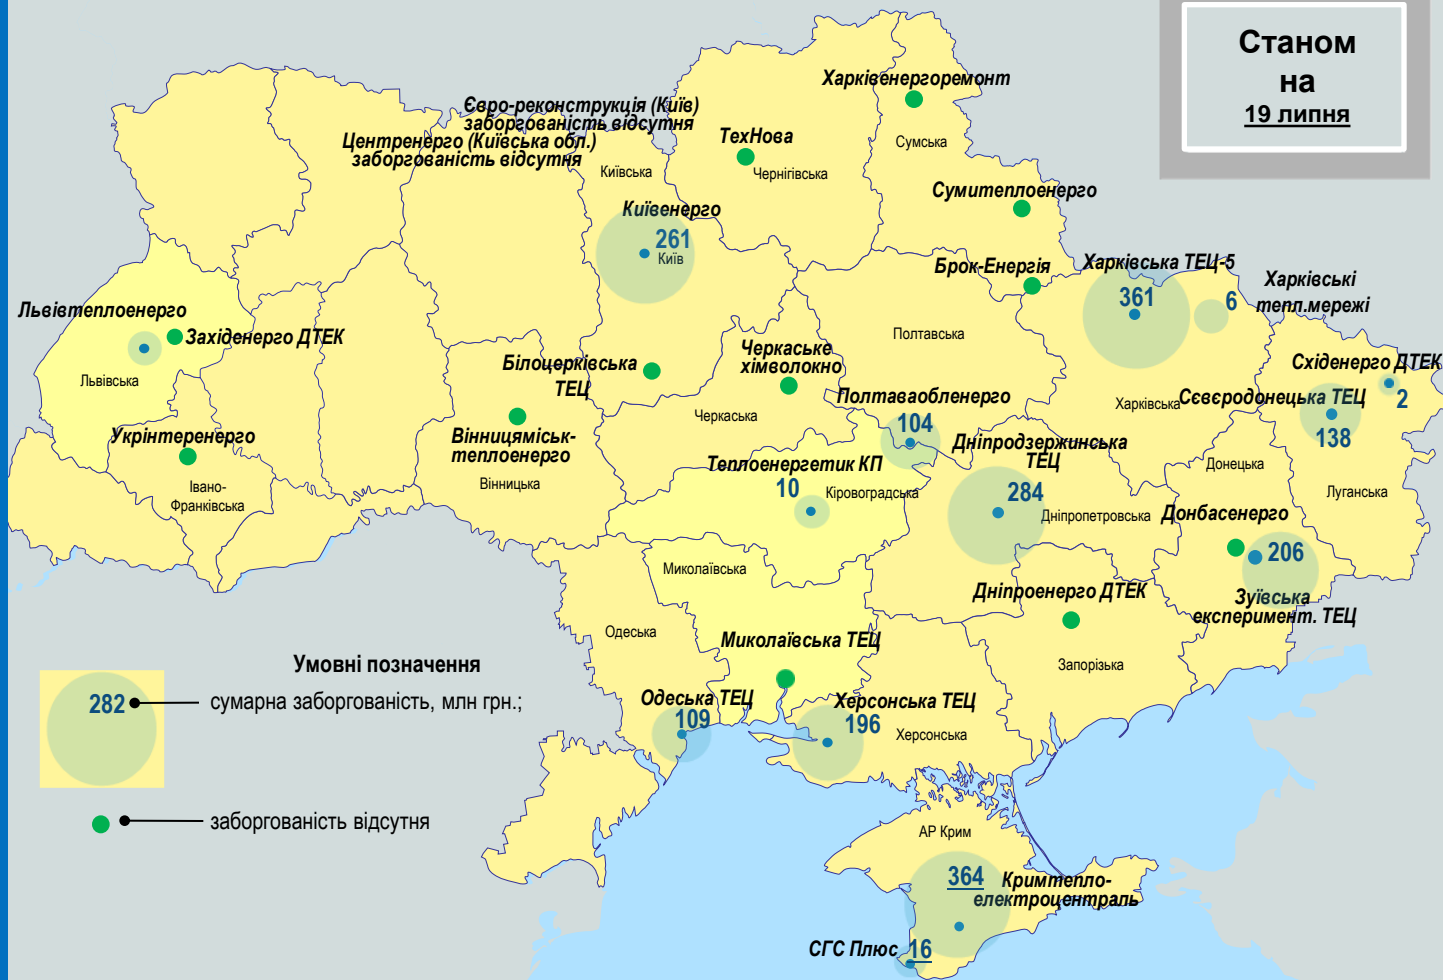 Станом
на
19 липня
Харківенергоремонт
Євро-реконструкція (Київ)
заборгованість відсутня
Центренерго (Київська обл.)
заборгованість відсутня
ТехНова
Сумська
Київська
Чернігівська
Сумитеплоенерго
Київенерго
261
Київ
Брок-Енергія
Харківська ТЕЦ-5
361
6
Харківські
тепл.мережі
Львівтеплоенерго
Західенерго ДТЕК
Львівська
Полтавська
Білоцерківська
ТЕЦ
Черкаське
хімволокно
Східенерго ДТЕК
2
Полтаваобленерго
104
Харківська
Сєвєродонецька ТЕЦ
138
Черкаська
Укрінтеренерго
Вінницяміськ-
теплоенерго
Вінницька
Дніпродзержинська
ТЕЦ
284
Теплоенергетик КП
10
Кіровоградська
Донецька
Луганська
Івано-
Франківська
Дніпропетровська
Донбасенерго
206
Зуївська
експеримент. ТЕЦ
Миколаївська
Дніпроенерго ДТЕК
Одеська
Миколаївська ТЕЦ
Запорізька
Умовні позначення
282
сумарна заборгованість, млн грн.;
Одеська ТЕЦ
109
Херсонська ТЕЦ
196
Херсонська
заборгованість відсутня
АР Крим
364
Кримтепло-
електроцентраль
СГС Плюс
16